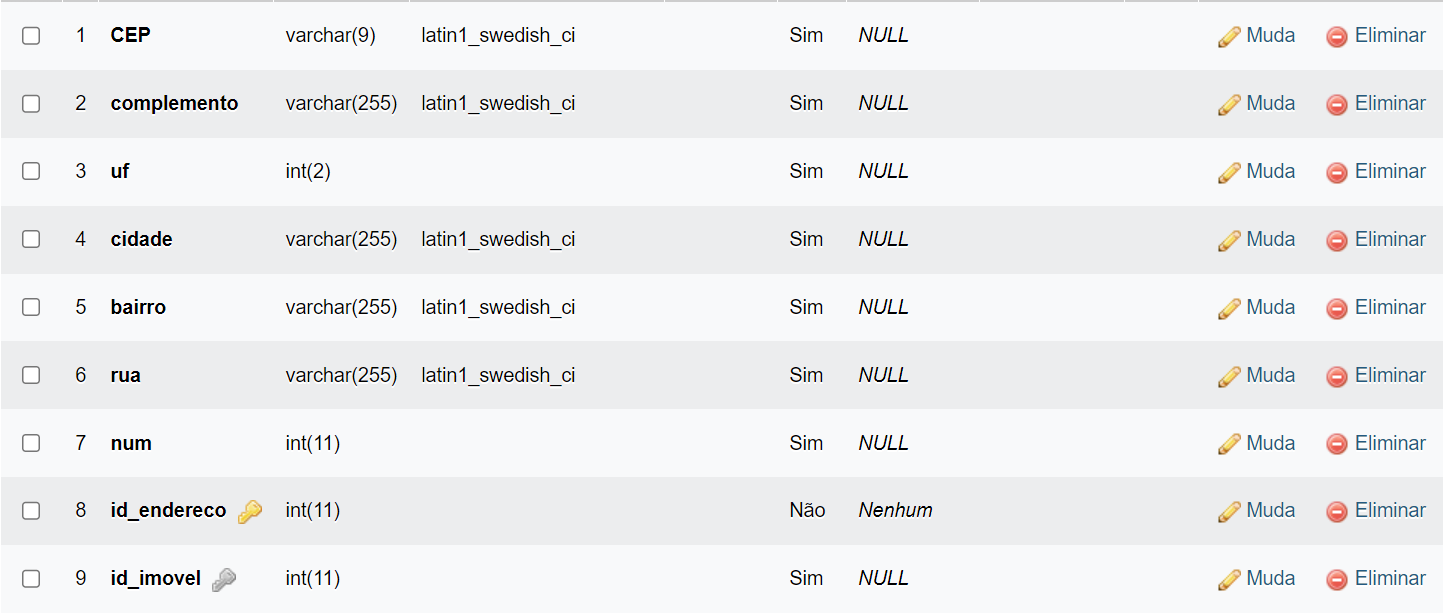 1 CEP varchar(9) latin1_swedish_ci Sim NULL Muda Eliminar
2 complemento varchar(255) latin1_swedish_ci Sim NULL Muda Eliminar
3 uf int(2) Sim NULL Muda Eliminar
4 cidade varchar(255) latin1_swedish_ci Sim NULL Muda Eliminar
5 bairro varchar(255) latin1_swedish_ci Sim NULL Muda Eliminar
6 rua varchar(255) latin1_swedish_ci Sim NULL Muda Eliminar
7 num int(11) Sim NULL Muda Eliminar
8 id_endereco int(11) Não Nenhum Muda Eliminar
9 id_imovel int(11) Sim NULL Muda Eliminar